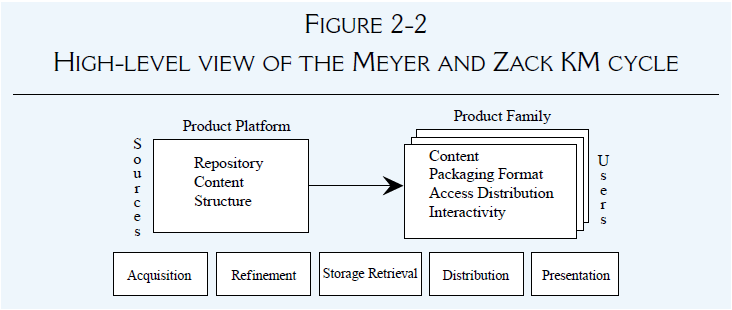 FIGURE 2-2
HIGH-LEVEL VIEW OF THE MEYER AND ZACK KM CYCLE
Product Platform
Product Family
Sources
Repository
Content
Structure
Content
Packaging Format
Access Distribution
Interactivity
Users
Acquisition
Refinement
Storage Retrieval
Distribution
Presentation